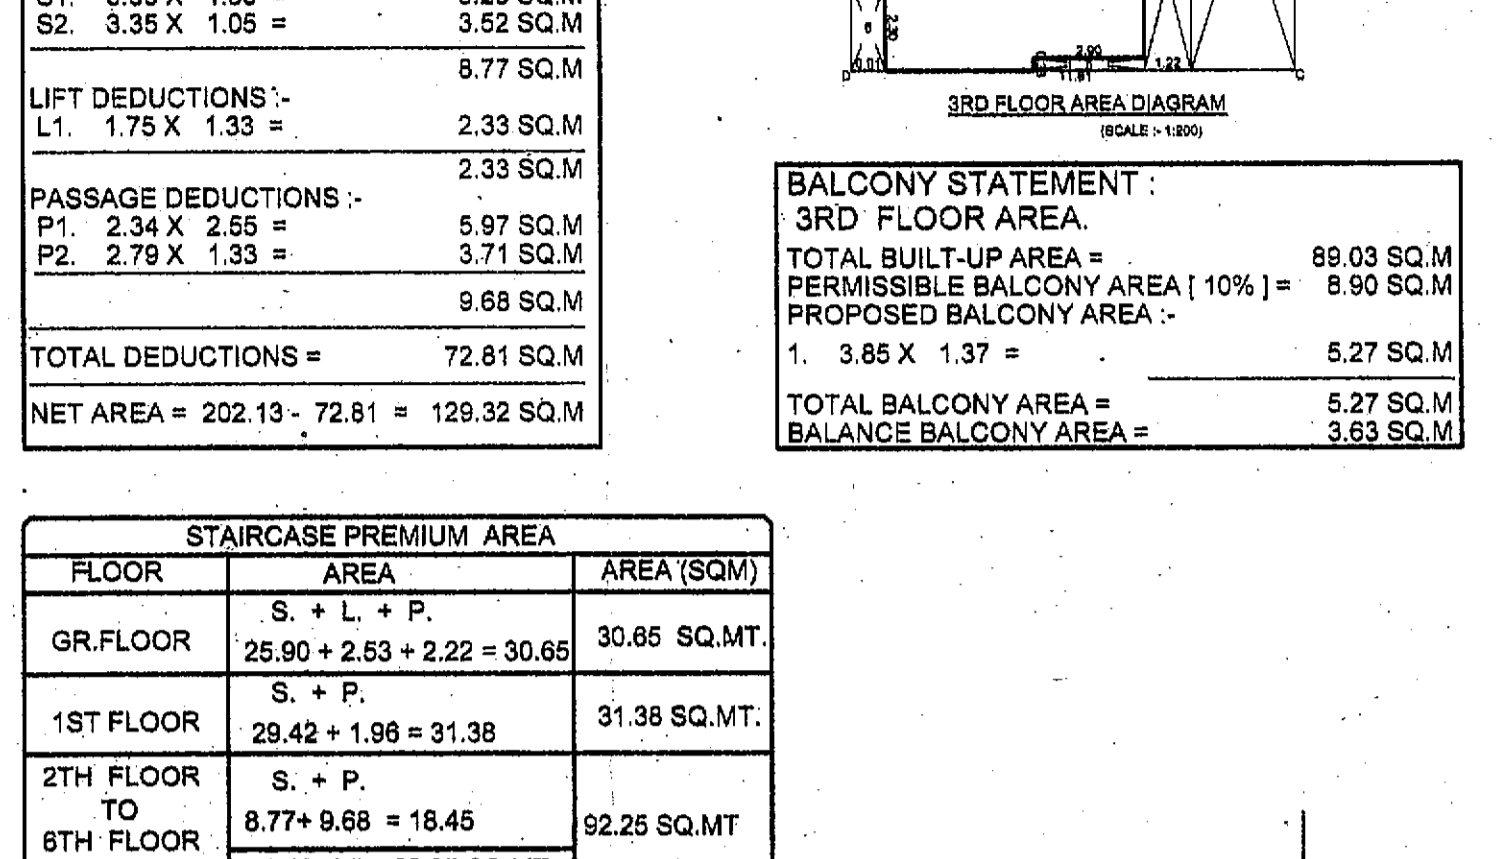 S2. 3.35 X 1.05 = 3.52 SQ.M
8.77 SQ.M
LIFT DEDUCTIONS :-
L1. 1.75 X 1.33 = 2.33 SQ.M
2.33 SQ.M
PASSAGE DEDUCTIONS :-
P1. 2.34 X 2.55 = 5.97 SQ.M
P2. 2.79 X 1.33 = 3.71 SQ.M
9.68 SQ.M
TOTAL DEDUCTIONS = 72.81 SQ.M
NET AREA = 202.13 - 72.81 = 129.32 SQ.M
2.30
2.90
1.22
11.81
D
C
3RD FLOOR AREA DIAGRAM
(SCALE :- 1:200)
BALCONY STATEMENT :
3RD FLOOR AREA.
TOTAL BUILT-UP AREA = 89.03 SQ.M
PERMISSIBLE BALCONY AREA [ 10% ] = 8.90 SQ.M
PROPOSED BALCONY AREA :-
1. 3.85 X 1.37 = 5.27 SQ.M
TOTAL BALCONY AREA = 5.27 SQ.M
BALANCE BALCONY AREA = 3.63 SQ.M
STAIRCASE PREMIUM AREA
FLOOR AREA AREA (SQM)
S. + L. + P.
GR.FLOOR 25.90 + 2.53 + 2.22 = 30.65 30.65 SQ.MT.
S. + P.
1ST FLOOR 29.42 + 1.96 = 31.38 31.38 SQ.MT.
2TH FLOOR S. + P.
TO 8.77+ 9.68 = 18.45 92.25 SQ.MT
6TH FLOOR